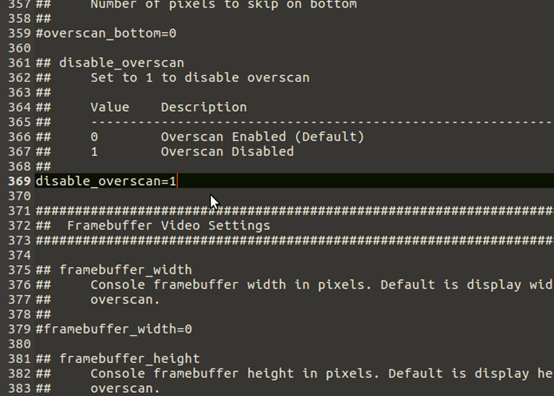 357 ##     Number of pixels to skip on bottom
358 ##
359 #overscan_bottom=0
360
361 ## disable_overscan
362 ##     Set to 1 to disable overscan
363 ##
364 ##     Value    Description
365 ##     -----------------------------------------------------------
366 ##     0        Overscan Enabled (Default)
367 ##     1        Overscan Disabled
368 ##
369 disable_overscan=1
370
371 ##################################################################
372 ##  Framebuffer Video Settings
373 ##################################################################
374
375 ## framebuffer_width
376 ##     Console framebuffer width in pixels. Default is display wid
377 ##     overscan.
378 ##
379 #framebuffer_width=0
380
381 ## framebuffer_height
382 ##     Console framebuffer height in pixels. Default is display he
383 ##     overscan.